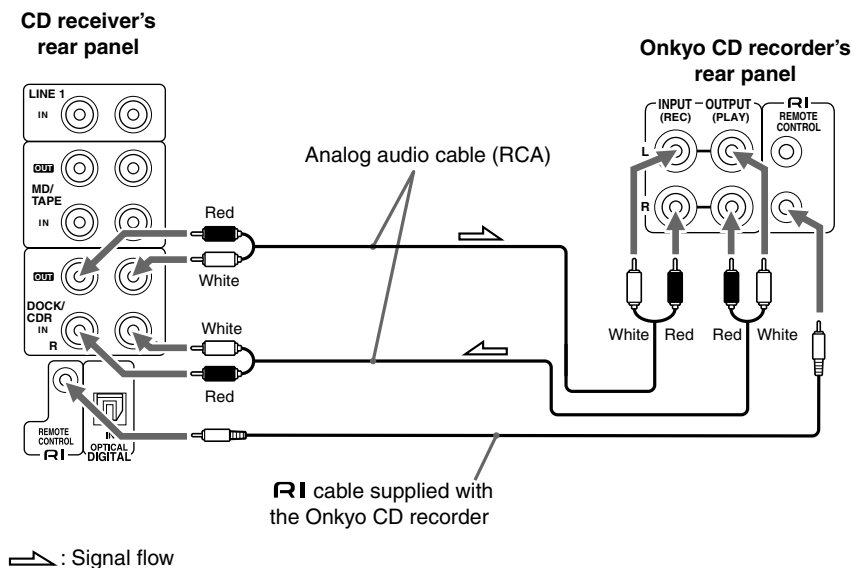 CD receiver's
rear panel
Onkyo CD recorder's
rear panel
LINE 1
IN
OUT
MD/
TAPE
IN
OUT
DOCK/
CDR
IN
R
REMOTE
CONTROL
RI
IN
OPTICAL
DIGITAL
Red
White
White
Red
Analog audio cable (RCA)
INPUT
(REC)
OUTPUT
(PLAY)
RI
REMOTE
CONTROL
L
R
White Red Red White
RI cable supplied with
the Onkyo CD recorder
: Signal flow